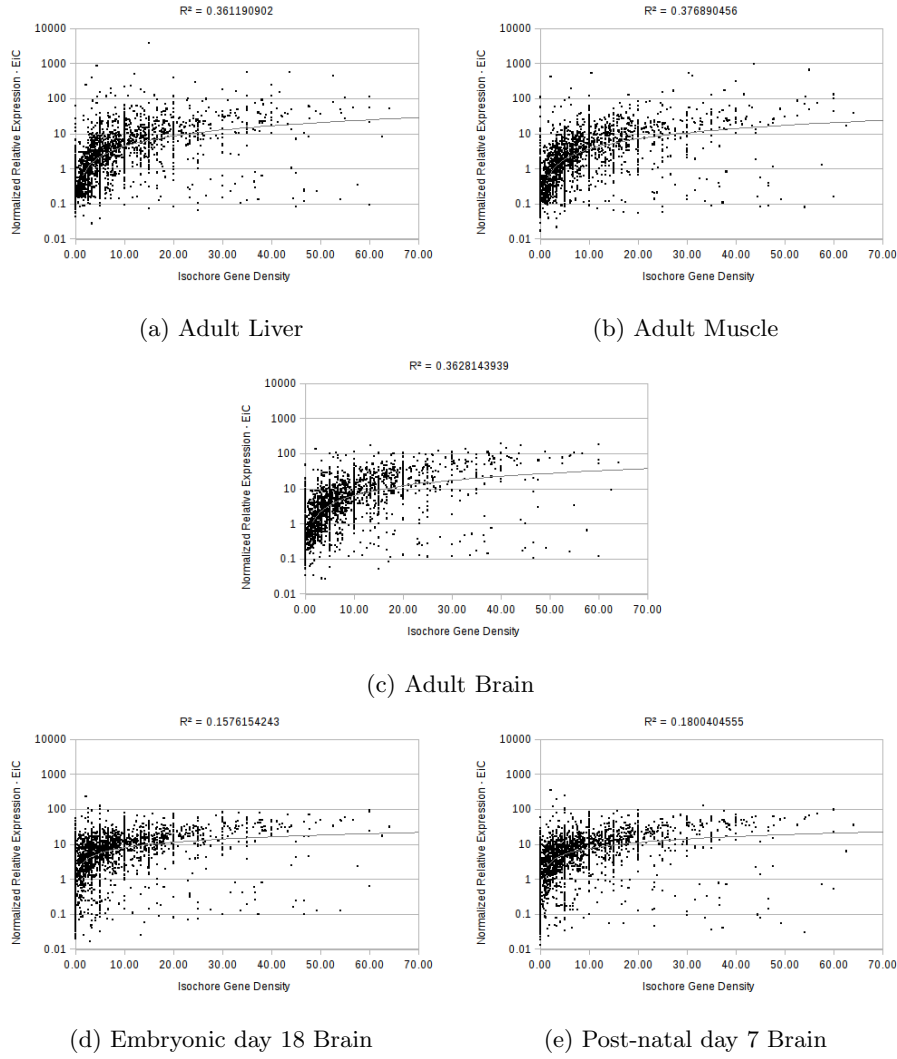 R² = 0.361190902
Normalized Relative Expression - EiC
10000
1000
100
10
1
0.1
0.01
0.00 10.00 20.00 30.00 40.00 50.00 60.00 70.00
Isochore Gene Density
(a) Adult Liver
R² = 0.376890456
Normalized Relative Expression - EiC
10000
1000
100
10
1
0.1
0.01
0.00 10.00 20.00 30.00 40.00 50.00 60.00 70.00
Isochore Gene Density
(b) Adult Muscle
R² = 0.3628143939
Normalized Relative Expression - EiC
10000
1000
100
10
1
0.1
0.01
0.00 10.00 20.00 30.00 40.00 50.00 60.00 70.00
Isochore Gene Density
(c) Adult Brain
R² = 0.1576154243
Normalized Relative Expression - EiC
10000
1000
100
10
1
0.1
0.01
0.00 10.00 20.00 30.00 40.00 50.00 60.00 70.00
Isochore Gene Density
(d) Embryonic day 18 Brain
R² = 0.1800404555
Normalized Relative Expression - EiC
10000
1000
100
10
1
0.1
0.01
0.00 10.00 20.00 30.00 40.00 50.00 60.00 70.00
Isochore Gene Density
(e) Post-natal day 7 Brain